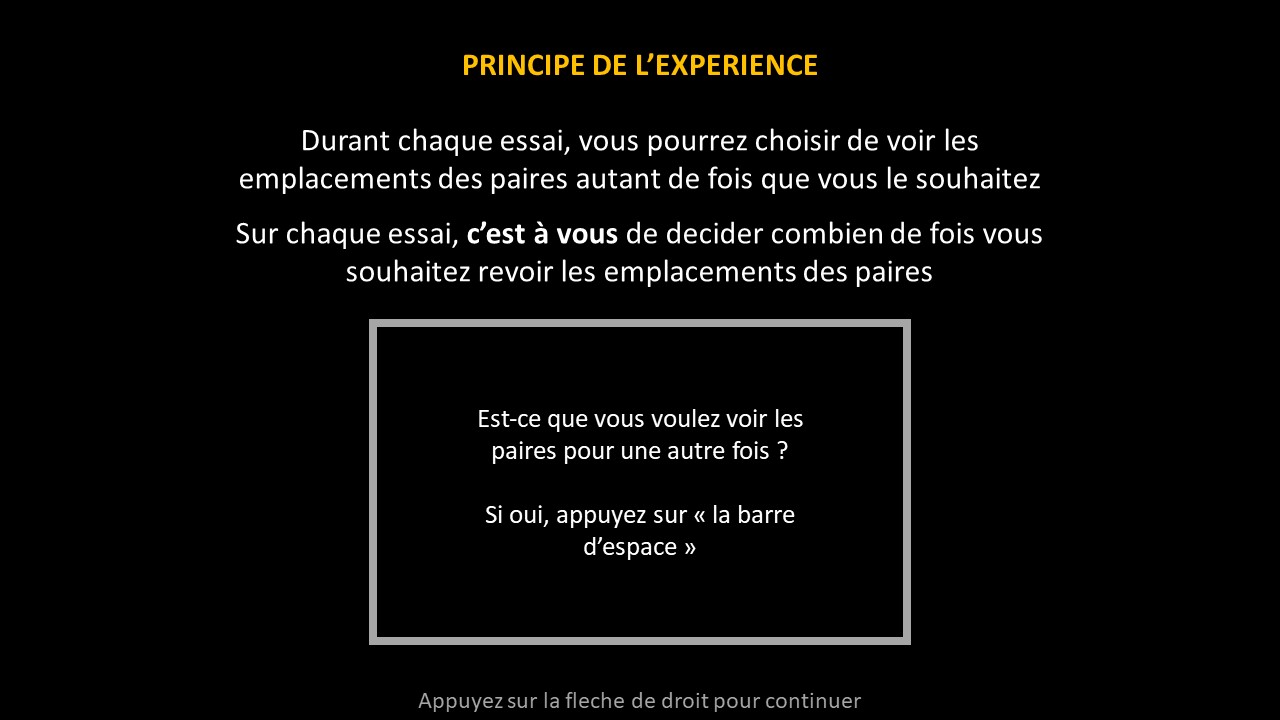 PRINCIPE DE L’EXPERIENCE
Durant chaque essai, vous pourrez choisir de voir les
emplacements des paires autant de fois que vous le souhaitez
Sur chaque essai, c’est à vous de decider combien de fois vous
souhaitez revoir les emplacements des paires
Est-ce que vous voulez voir les
paires pour une autre fois ?
Si oui, appuyez sur « la barre
d’espace »
Appuyez sur la fleche de droit pour continuer